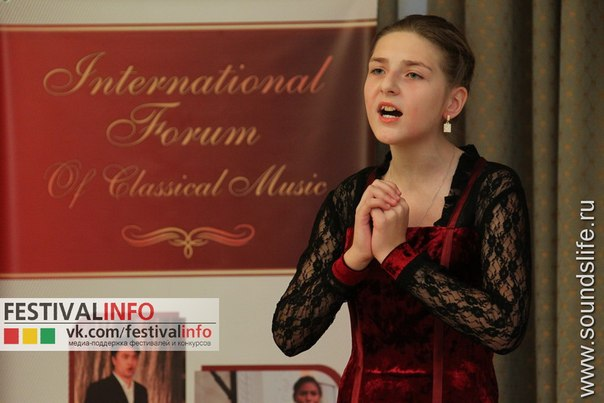 International
Forum
Of Classical Music
FESTIVALINFO
vk.com/festivalinfo
медиа-поддержка фестивалей и конкурсов
www.soundslife.ru